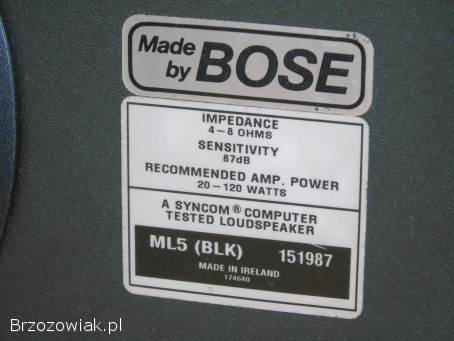 Made
by BOSE
IMPEDANCE
4-8 OHMS
SENSITIVITY
87dB
RECOMMENDED AMP. POWER
20-120 WATTS
A SYNCOM® COMPUTER
TESTED LOUDSPEAKER
ML5 (BLK) 151987
MADE IN IRELAND
174640
Brzozowiak.pl